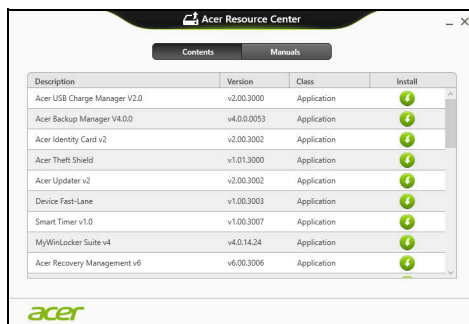 Acer Resource Center
Contents Manuals
Description Version Class Install
Acer USB Charge Manager V2.0 v2.00.3000 Application
Acer Backup Manager V4.0.0 v4.0.0.0053 Application
Acer Identity Card v2 v2.00.3002 Application
Acer Theft Shield v1.01.3000 Application
Acer Updater v2 v2.00.3002 Application
Device Fast-Lane v1.00.3003 Application
Smart Timer v1.0 v1.00.3007 Application
MyWinLocker Suite v4 v4.0.14.24 Application
Acer Recovery Management v6 v6.00.3006 Application
acer